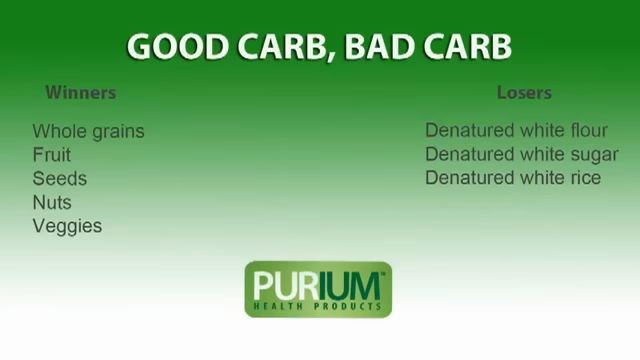 GOOD CARB, BAD CARB
Winners
Whole grains
Fruit
Seeds
Nuts
Veggies
Losers
Denatured white flour
Denatured white sugar
Denatured white rice
PURIUM™
HEALTH PRODUCTS